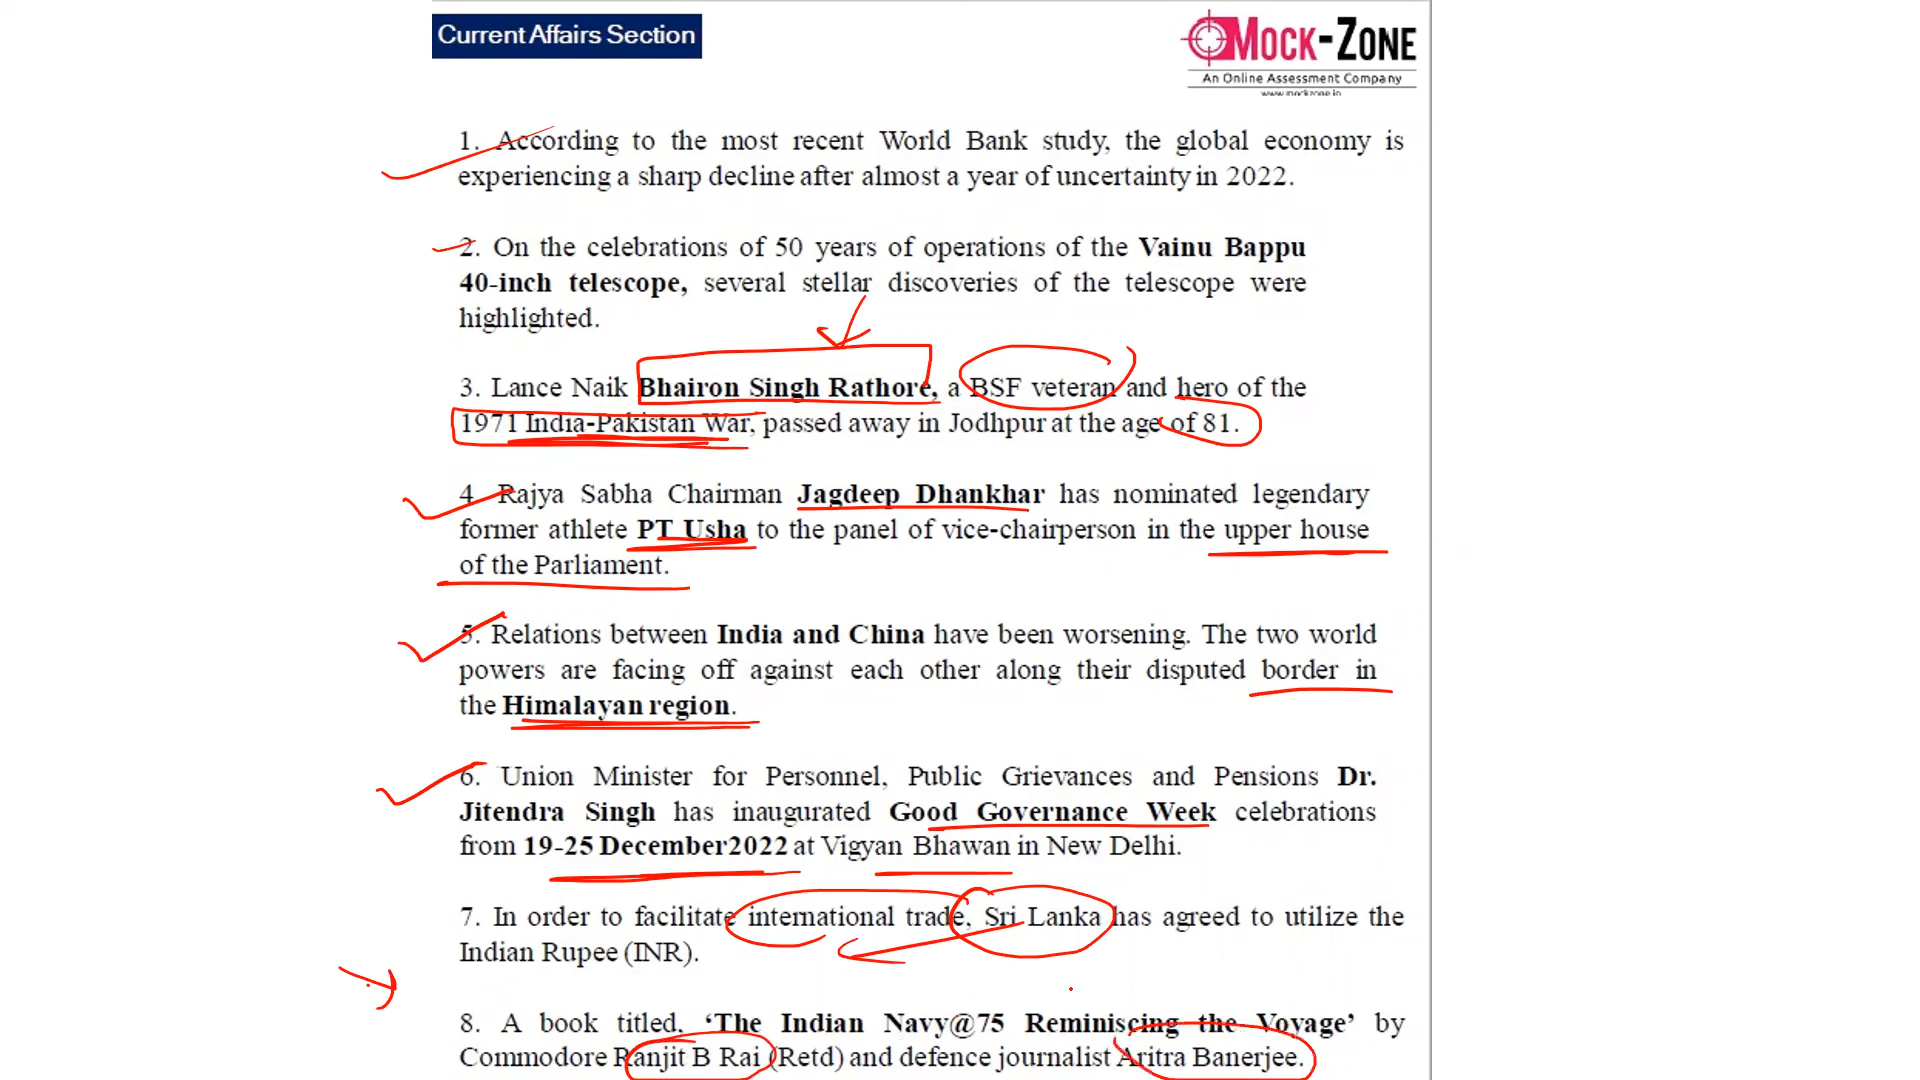 Current Affairs Section
MOCK-ZONE
An Online Assessment Company
www.mockzone.in
1. According to the most recent World Bank study, the global economy is
experiencing a sharp decline after almost a year of uncertainty in 2022.
2. On the celebrations of 50 years of operations of the Vainu Bappu
40-inch telescope, several stellar discoveries of the telescope were
highlighted.
3. Lance Naik Bhairon Singh Rathore, a BSF veteran and hero of the
1971 India-Pakistan War, passed away in Jodhpur at the age of 81.
4. Rajya Sabha Chairman Jagdeep Dhankhar has nominated legendary
former athlete PT Usha to the panel of vice-chairperson in the upper house
of the Parliament.
5. Relations between India and China have been worsening. The two world
powers are facing off against each other along their disputed border in
the Himalayan region.
6. Union Minister for Personnel, Public Grievances and Pensions Dr.
Jitendra Singh has inaugurated Good Governance Week celebrations
from 19-25 December2022 at Vigyan Bhawan in New Delhi.
7. In order to facilitate international trade, Sri Lanka has agreed to utilize the
Indian Rupee (INR).
8. A book titled, ‘The Indian Navy@75 Reminiscing the Voyage’ by
Commodore Ranjit B Rai (Retd) and defence journalist Aritra Banerjee.